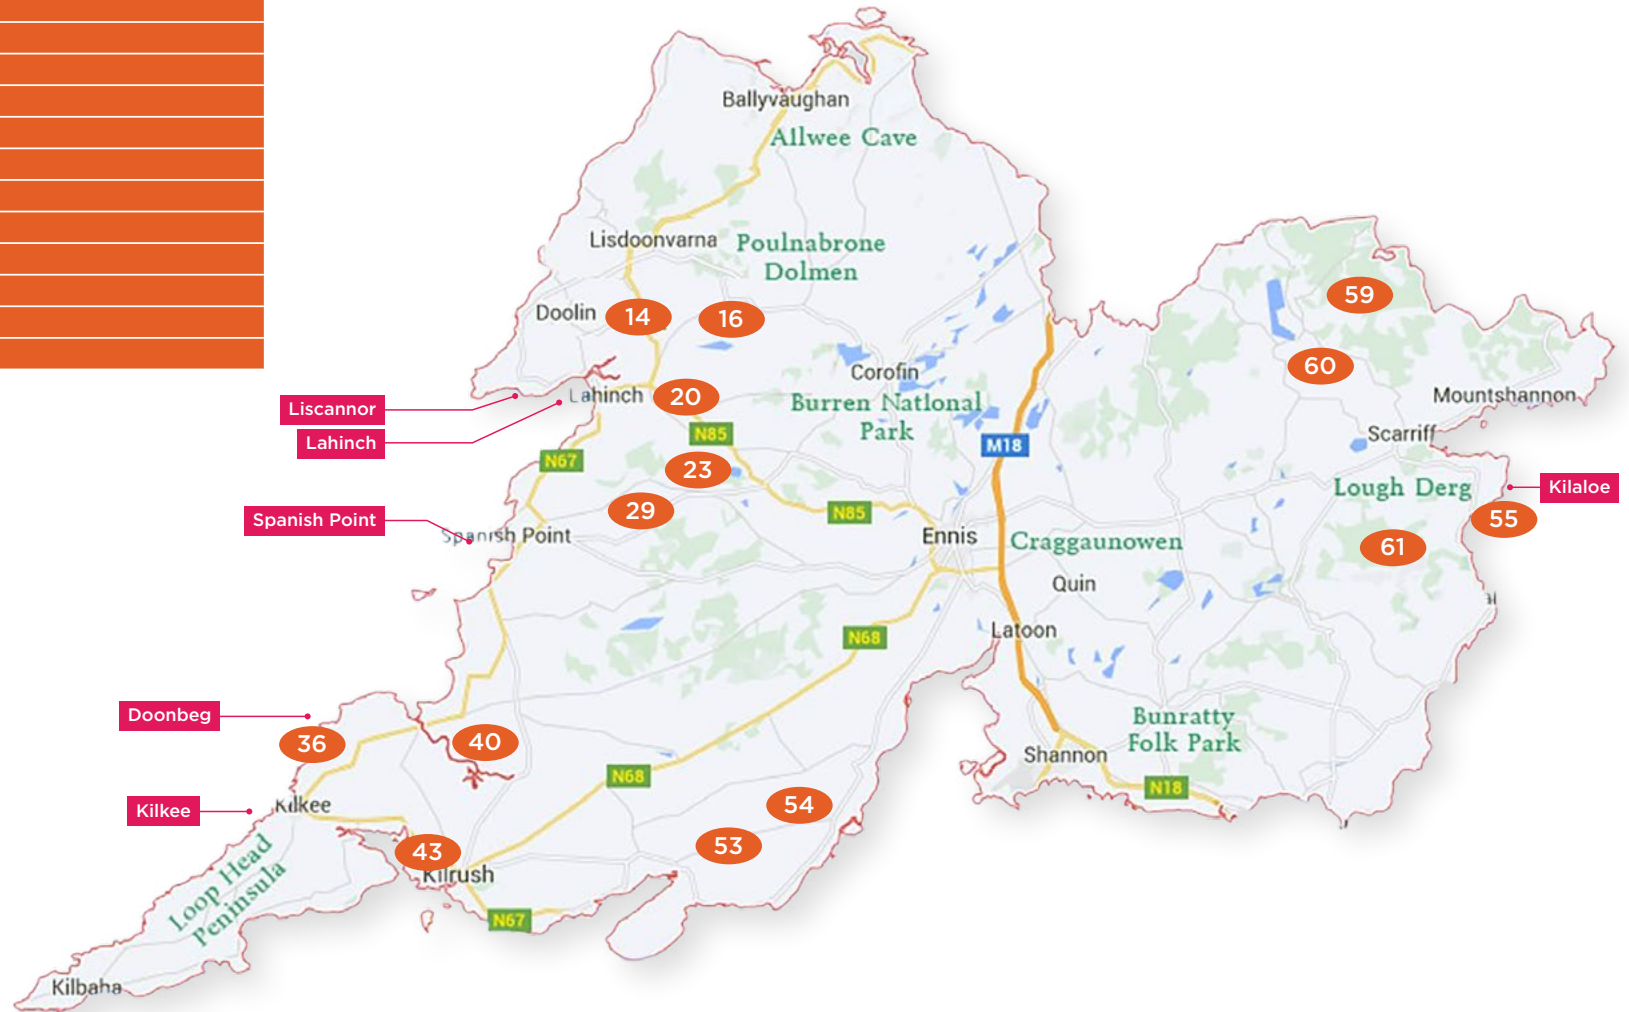 Ballyvaughan
Aillwee Cave
Lisdoonvarna
Poulnabrone
Dolmen
Doolin
14
16
59
60
Corofin
Liscannor
Lahinch
20
Burren National
Park
Mountshannon
Lahinch
N85
M18
Scarriff
N67
23
Lough Derg
Kilaloe
29
N85
55
Spanish Point
Spanish Point
Ennis
Craggaunowen
61
Quin
Latoon
N68
Doonbeg
36
40
Bunratty
Folk Park
Shannon
N68
N18
Kilkee
Kilkee
54
53
43
Kilrush
Loop Head
Peninsula
N67
Kilbaha